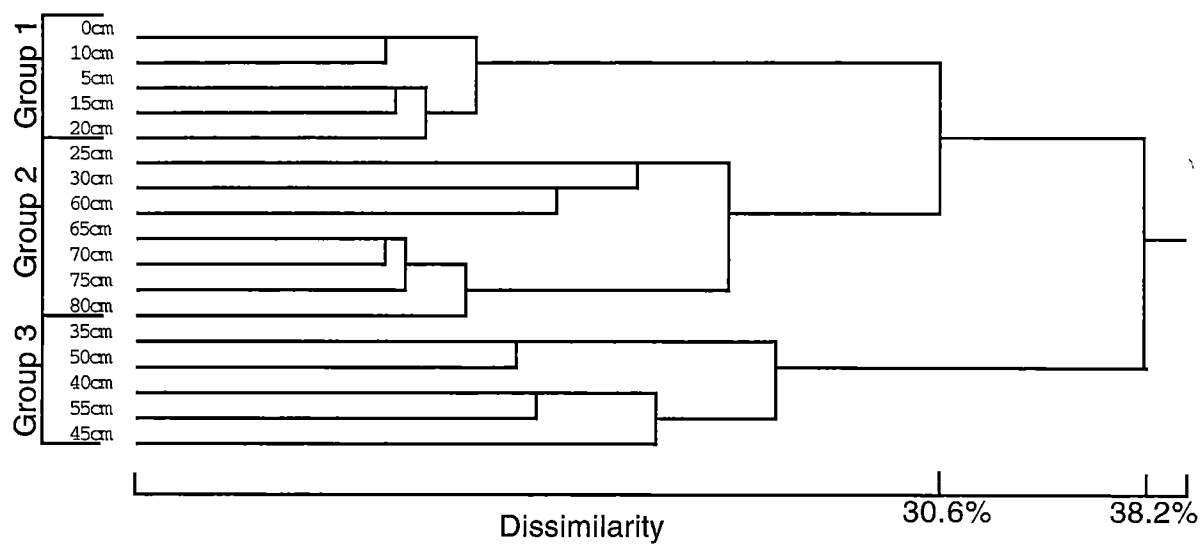 Group 1
0cm
10cm
5cm
15cm
20cm
Group 2
25cm
30cm
60cm
65cm
70cm
75cm
80cm
Group 3
35cm
50cm
40cm
55cm
45cm
30.6%
38.2%
Dissimilarity